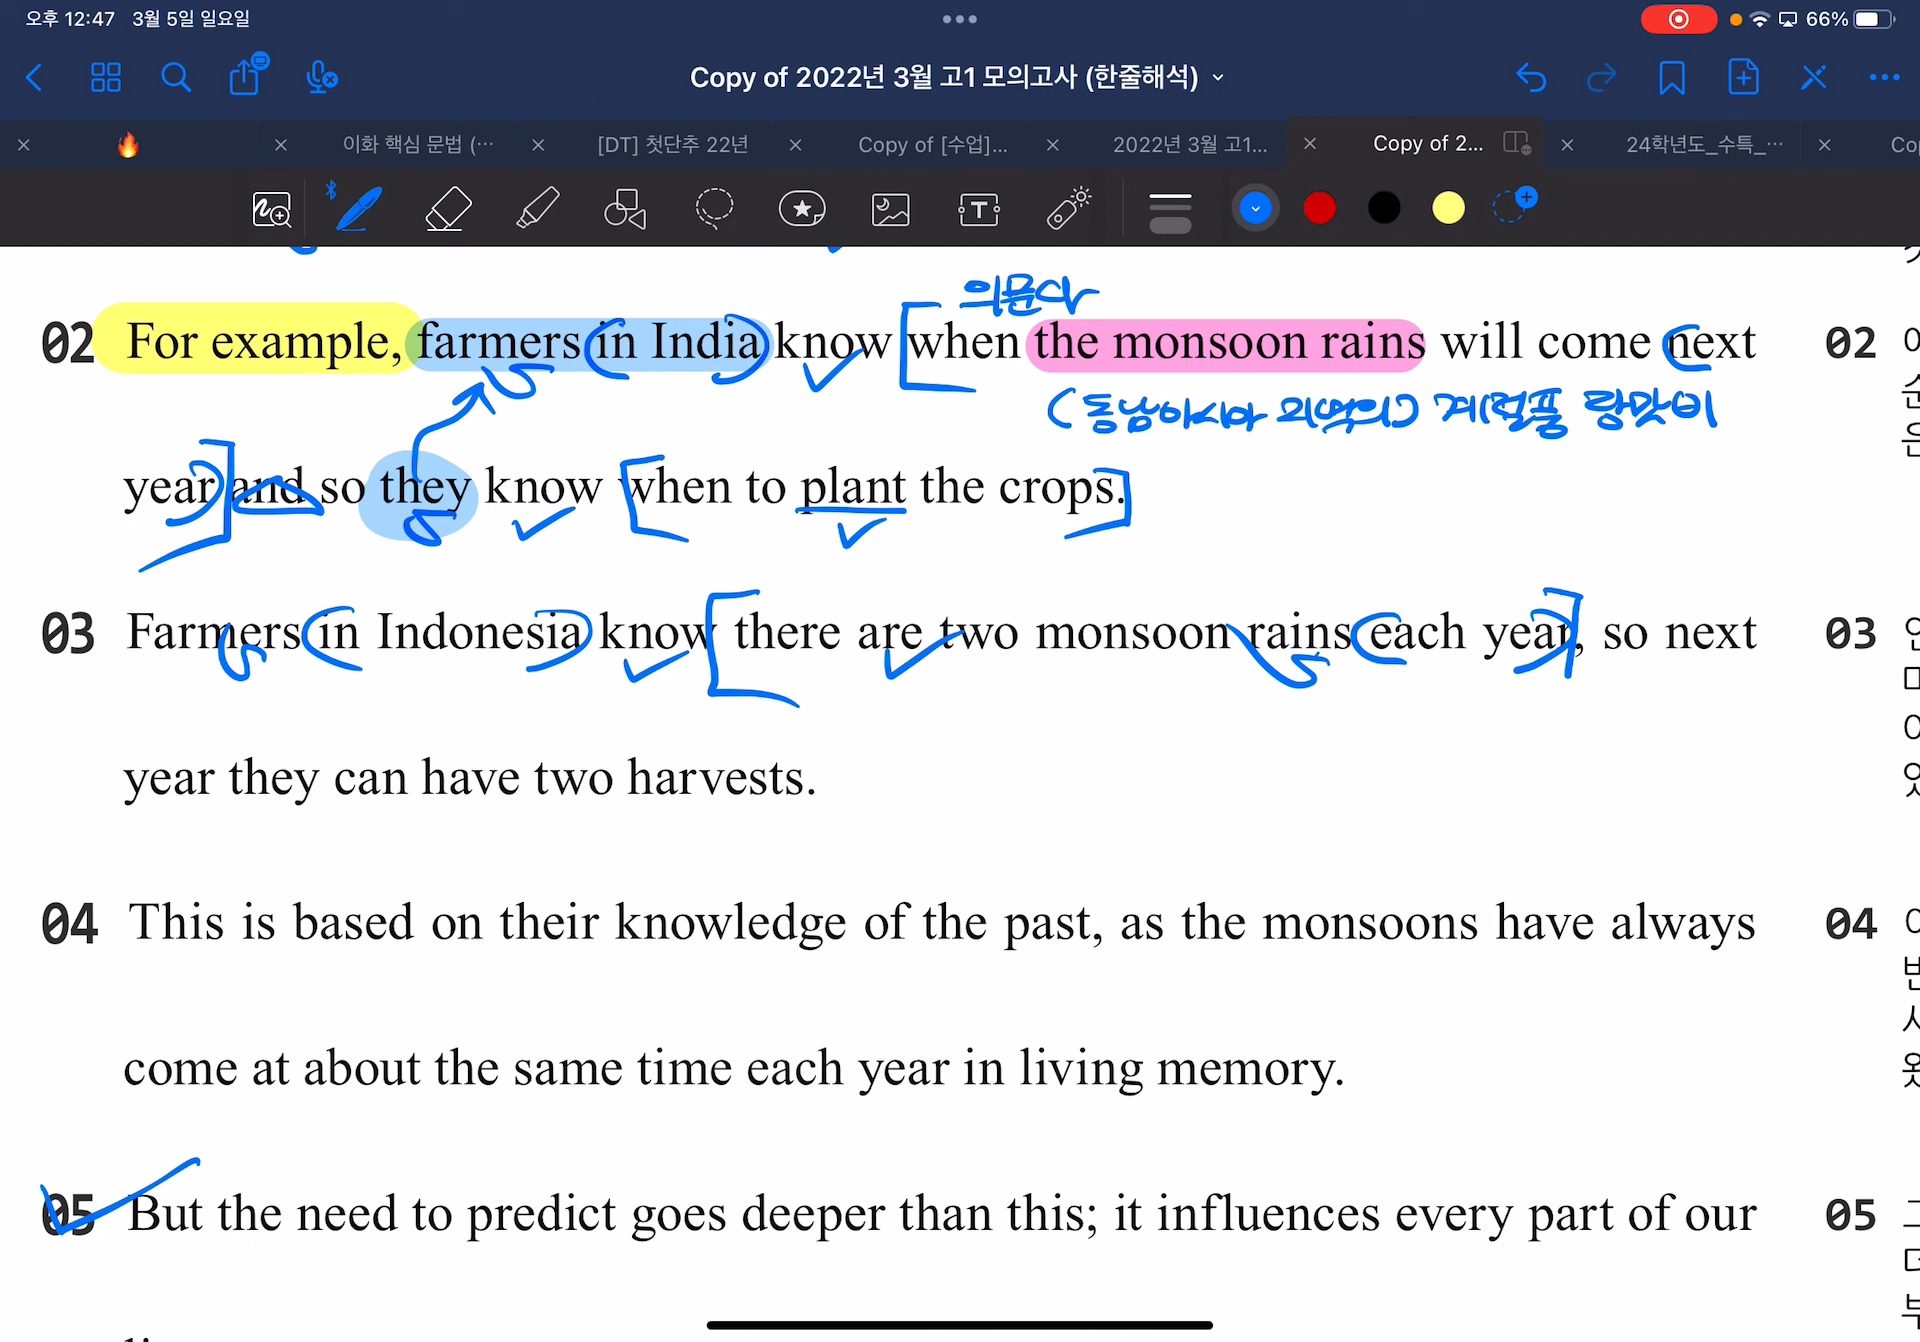 오후 12:47 3월 5일 일요일 66%
Copy of 2022년 3월 고1 모의고사 (한줄해석)
이화 핵심 문법 (… [DT] 첫단추 22년 Copy of [수업]... 2022년 3월 고1... Copy of 2... 24학년도_수특_… Co
의문사
02 For example, farmers in India know when the monsoon rains will come next 02
(동남아시아 지역의) 계절풍 장맛비
year and so they know when to plant the crops.
03 Farmers in Indonesia know there are two monsoon rains each year, so next 03
year they can have two harvests.
04 This is based on their knowledge of the past, as the monsoons have always 04
come at about the same time each year in living memory.
05 But the need to predict goes deeper than this; it influences every part of our 05